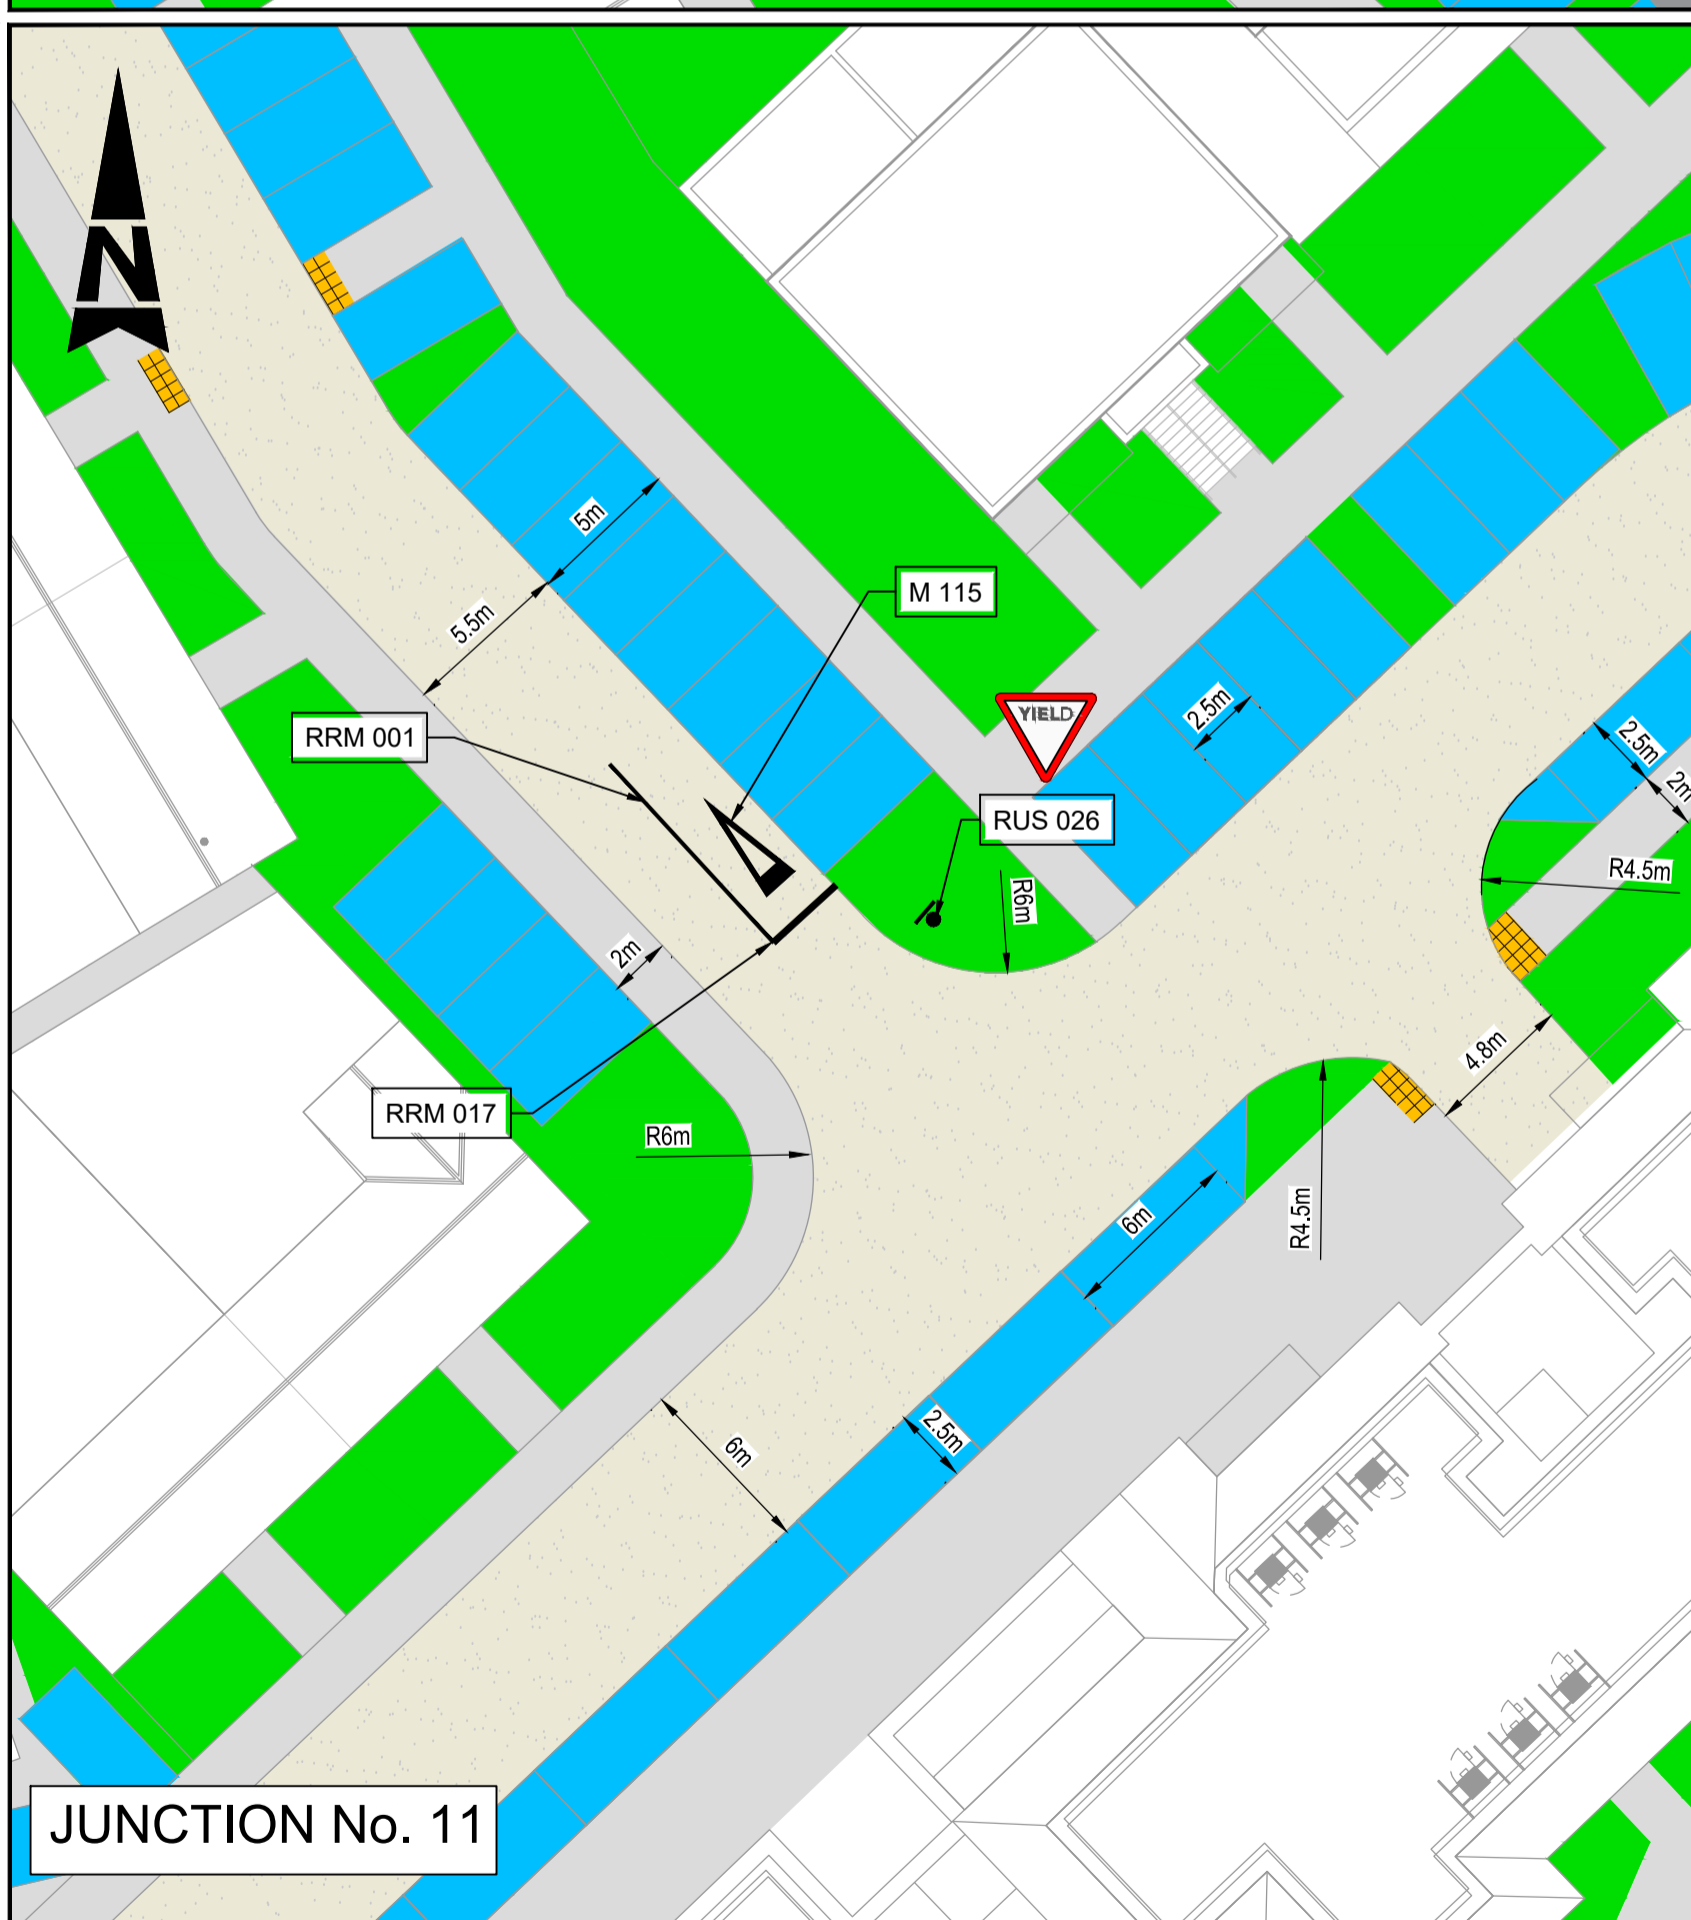 N
5m
5.5m
M 115
RRM 001
YIELD
2.5m
2.5m
2m
RUS 026
R6m
R4.5m
2m
4.8m
RRM 017
R6m
6m
R4.5m
6m
2.5m
JUNCTION No. 11